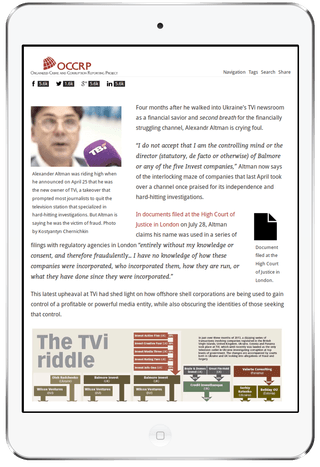 OCCRP
Organized Crime and Corruption Reporting Project
Navigation Tags Search Share
5.6k 1.6k 5.6k 5.6k
TBi
Alexander Altman was riding high when
he announced on April 25 that he was
the new owner of TVi, a takeover that
prompted most journalists to quit the
television station that specialized in
hard-hitting investigations. But Altman is
saying he was the victim of fraud. Photo
by Kostyantyn Chernichkin
Four months after he walked into Ukraine's TVi newsroom
as a financial savior and second breath for the financially
struggling channel, Alexandr Altman is crying foul.
"I do not accept that I am the controlling mind or the
director (statutory, de facto or otherwise) of Balmore
or any of the five Invest companies," Altman now says
of the interlocking maze of companies that last April took
over a channel once praised for its independence and
hard-hitting investigations.
In documents filed at the High Court of
Justice in London on July 28, Altman
claims his name was used in a series of
filings with regulatory agencies in London "entirely without my knowledge or
consent, and therefore fraudulently... I have no knowledge of how these
companies were incorporated, who incorporated them, how they are run, or
what they have done since they were incorporated."
Document
filed at the
High Court of
Justice in
London.
This latest upheaval at TVi had shed light on how offshore shell corporations are being used to gain
control of a profitable or powerful media entity, while also obscuring the identities of those seeking
that control.
The TVi
riddle